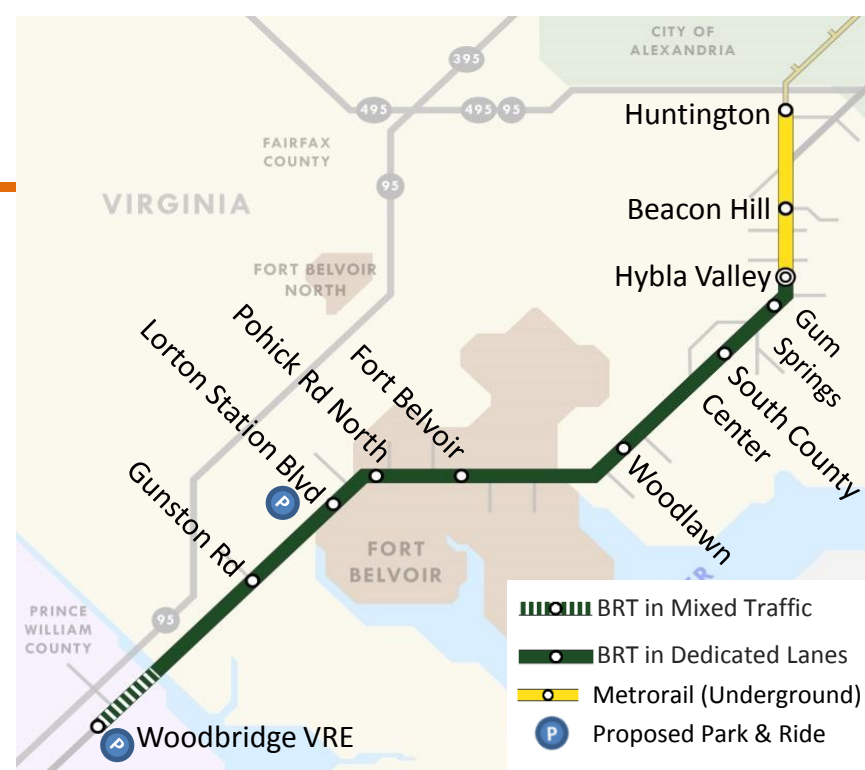 CITY OF
ALEXANDRIA
395
495
495
95
Huntington
FAIRFAX
COUNTY
95
VIRGINIA
Beacon Hill
FORT BELVOIR
NORTH
Hybla Valley
Gum
Springs
South County
Center
Woodlawn
Fort Belvoir
Pohick Rd North
Lorton Station Blvd
P
Gunston Rd
FORT
BELVOIR
PRINCE
WILLIAM
COUNTY
95
P
Woodbridge VRE
BRT in Mixed Traffic
BRT in Dedicated Lanes
Metrorail (Underground)
P Proposed Park & Ride